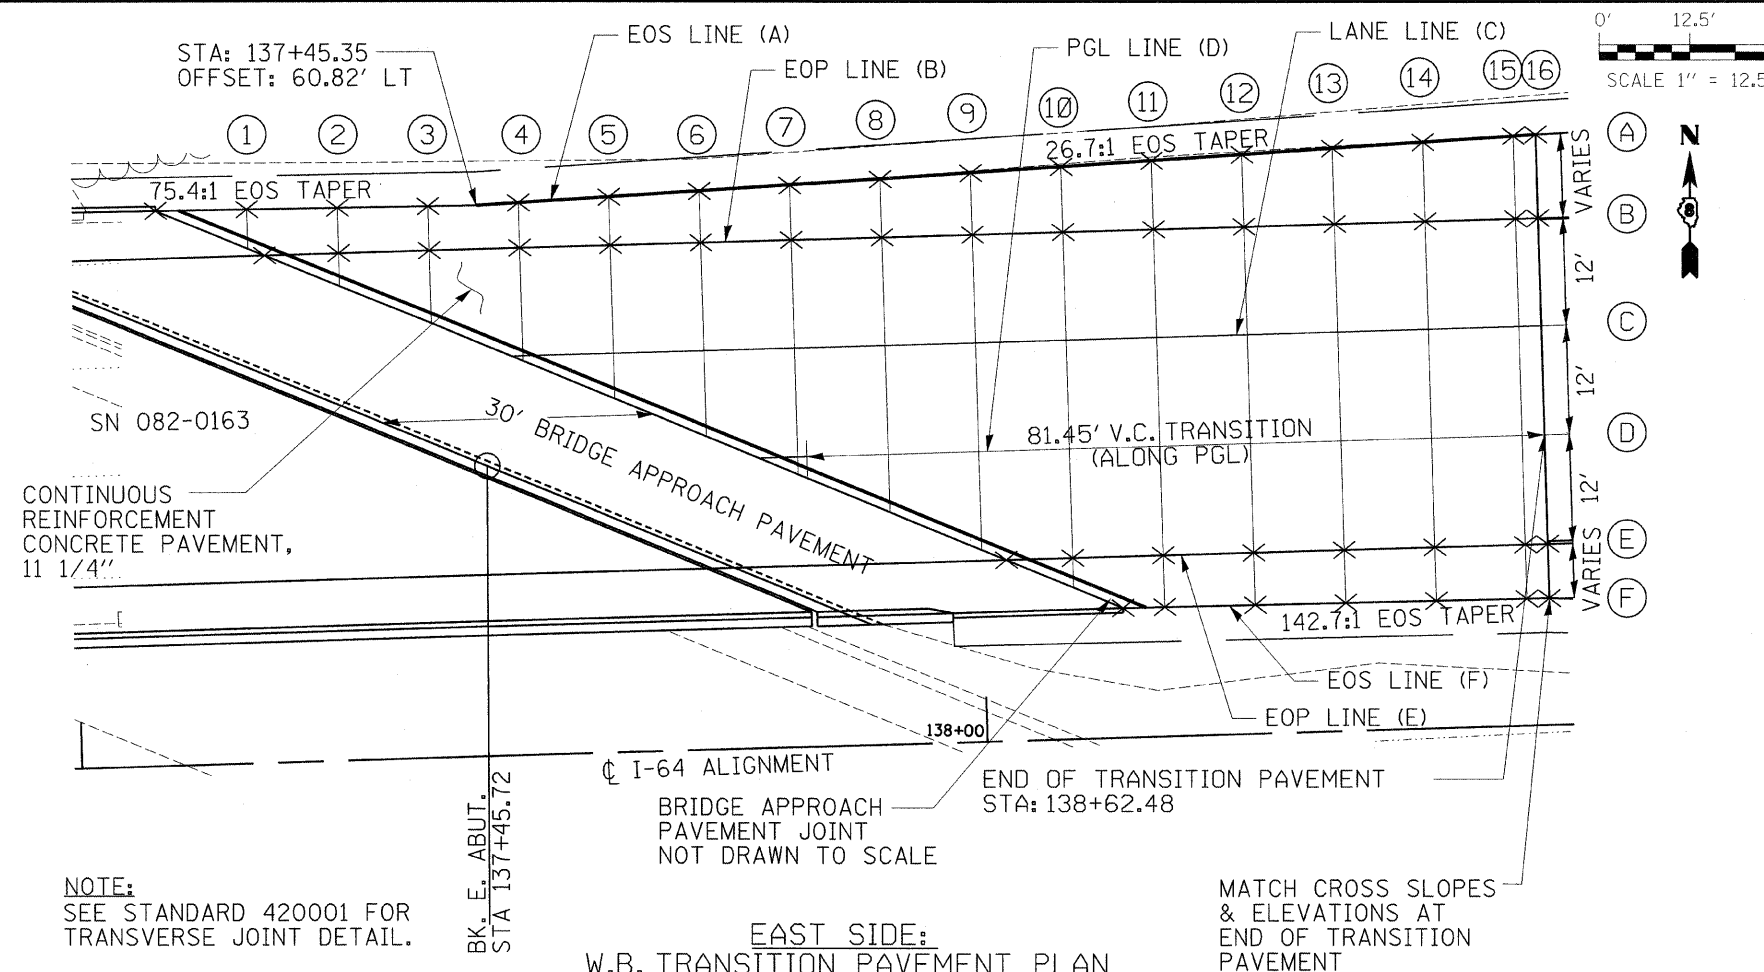 STA: 137+45.35
OFFSET: 60.82' LT
EOS LINE (A)
EOP LINE (B)
PGL LINE (D)
LANE LINE (C)
0' 12.5'
SCALE 1" = 12.5
1 2 3 4 5 6 7 8 9 10 11 12 13 14 15 16
75.4:1 EOS TAPER
26.7:1 EOS TAPER
A
N
VARIES
B
12'
C
12'
D
12'
E
VARIES
F
SN 082-0163
30' BRIDGE APPROACH PAVEMENT
81.45' V.C. TRANSITION
(ALONG PGL)
CONTINUOUS
REINFORCEMENT
CONCRETE PAVEMENT,
11 1/4"
142.7:1 EOS TAPER
EOS LINE (F)
EOP LINE (E)
138+00
℄ I-64 ALIGNMENT
BRIDGE APPROACH
PAVEMENT JOINT
NOT DRAWN TO SCALE
END OF TRANSITION PAVEMENT
STA: 138+62.48
BK. E. ABUT.
STA 137+45.72
NOTE:
SEE STANDARD 420001 FOR
TRANSVERSE JOINT DETAIL.
MATCH CROSS SLOPES
& ELEVATIONS AT
END OF TRANSITION
PAVEMENT
EAST SIDE:
W.B. TRANSITION PAVEMENT PLAN